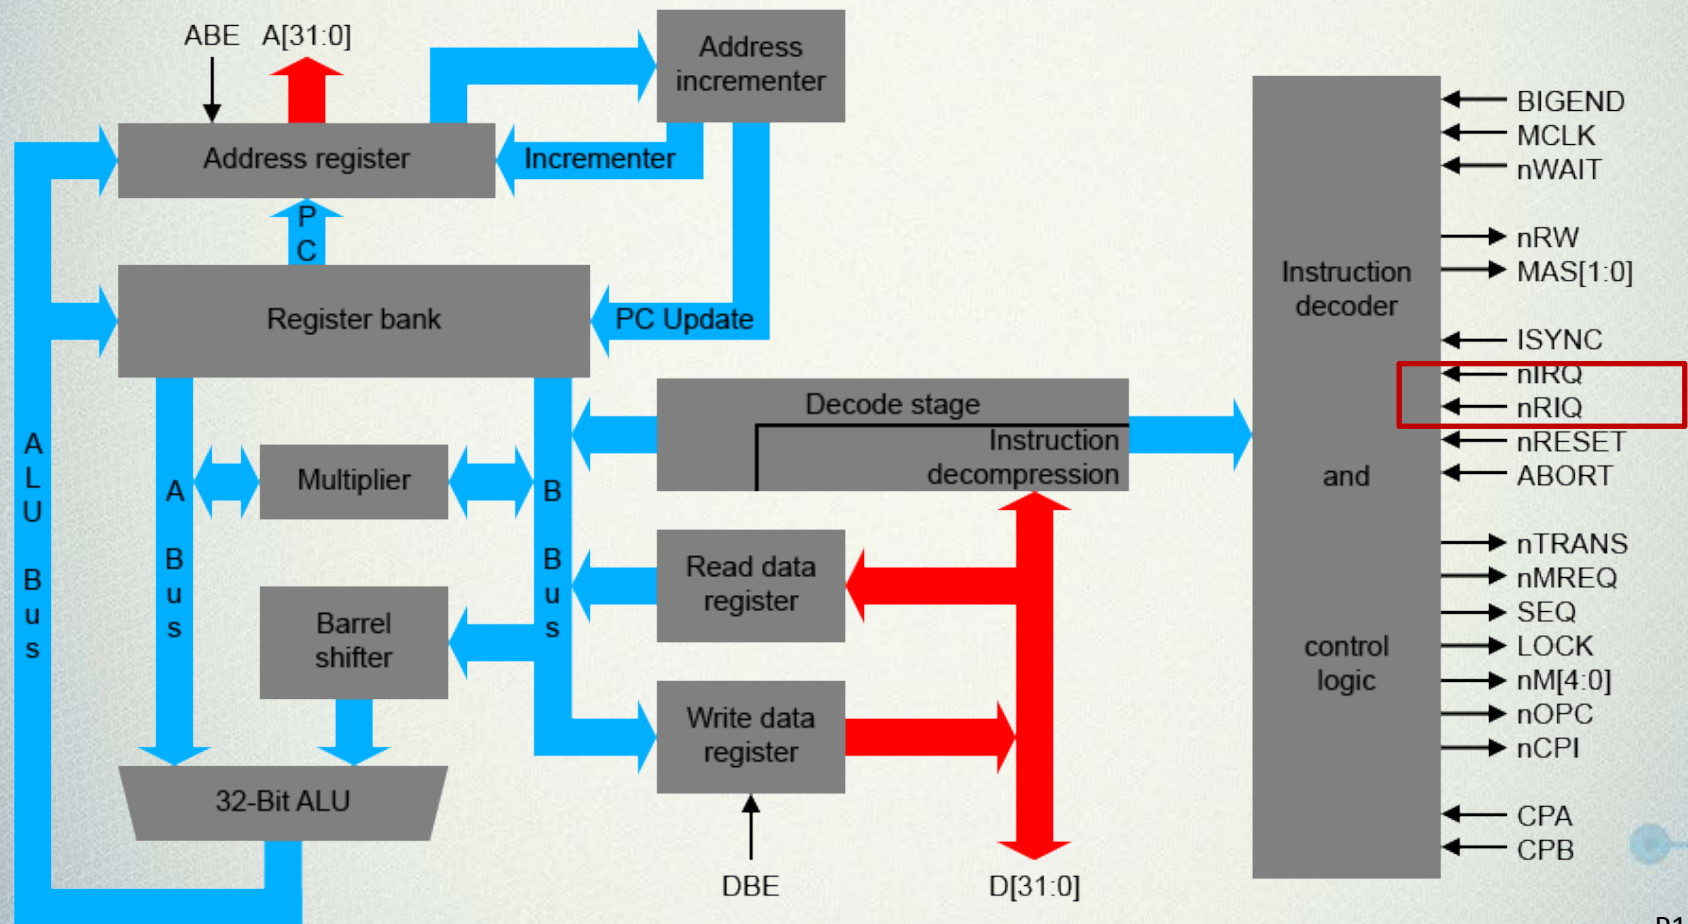 ABE A[31:0]
Address
incrementer
Address register
Incrementer
P
C
Register bank
PC Update
A
L
U
B
u
s
A
B
u
s
Multiplier
B
B
u
s
Decode stage
Instruction
decompression
Read data
register
Barrel
shifter
Write data
register
32-Bit ALU
DBE
D[31:0]
Instruction
decoder
and
control
logic
BIGEND
MCLK
nWAIT
nRW
MAS[1:0]
ISYNC
nIRQ
nRIQ
nRESET
ABORT
nTRANS
nMREQ
SEQ
LOCK
nM[4:0]
nOPC
nCPI
CPA
CPB